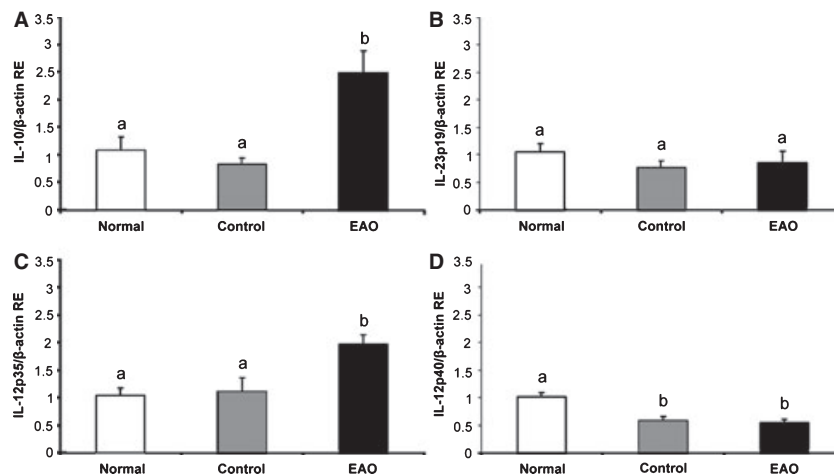 A
IL-10/β-actin RE
3.5
3
2.5
2
1.5
1
0.5
0
a
a
b
Normal Control EAO
B
IL-23p19/β-actin RE
3.5
3
2.5
2
1.5
1
0.5
0
a
a
a
Normal Control EAO
C
IL-12p35/β-actin RE
3.5
3
2.5
2
1.5
1
0.5
0
a
a
b
Normal Control EAO
D
IL-12p40/β-actin RE
3.5
3
2.5
2
1.5
1
0.5
0
a
b
b
Normal Control EAO